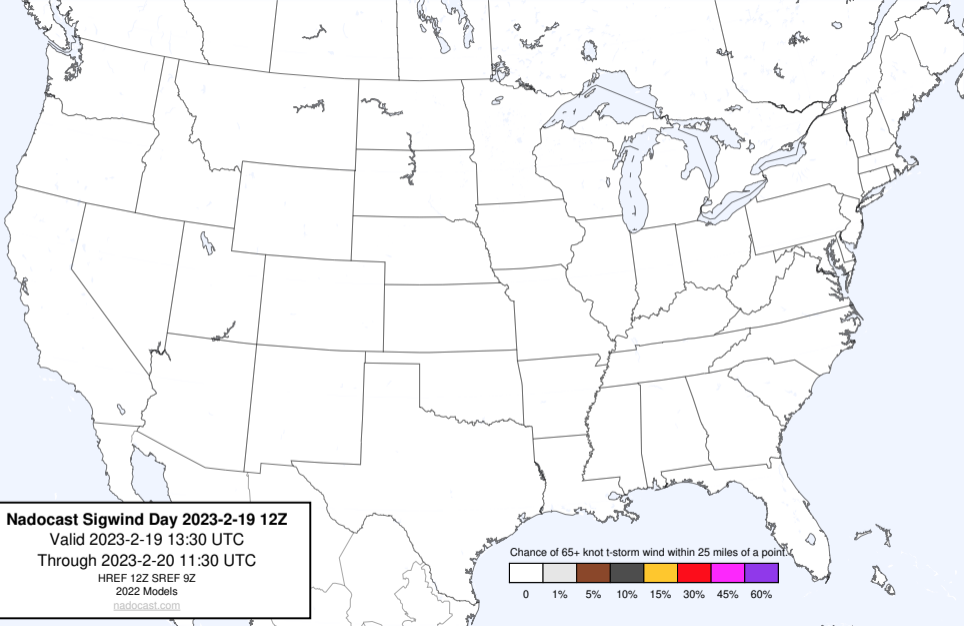 Nadocast Sigwind Day 2023-2-19 12Z
Valid 2023-2-19 13:30 UTC
Through 2023-2-20 11:30 UTC
HREF 12Z SREF 9Z
2022 Models
nadocast.com
Chance of 65+ knot t-storm wind within 25 miles of a point.
0 1% 5% 10% 15% 30% 45% 60%